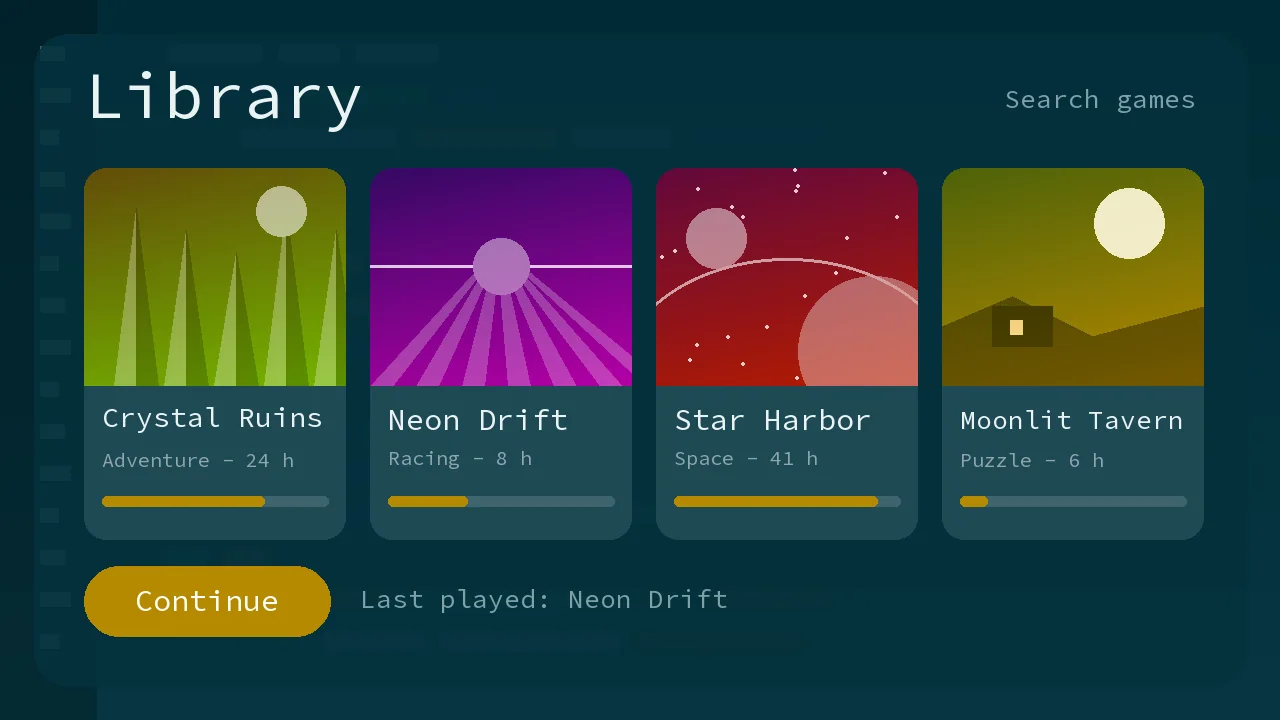 Library
Search games
Crystal Ruins
Adventure – 24 h
Neon Drift
Racing – 8 h
Star Harbor
Space – 41 h
Moonlit Tavern
Puzzle – 6 h
Continue
Last played: Neon Drift